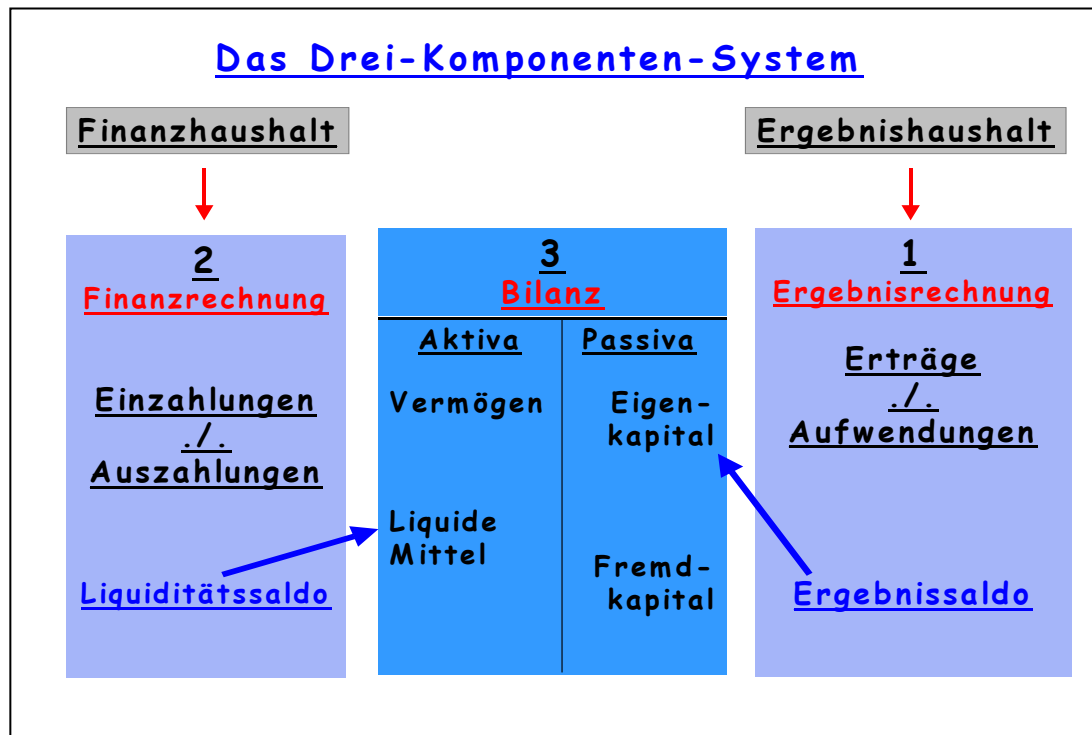 Das Drei-Komponenten-System
Finanzhaushalt
Ergebnishaushalt
2
Finanzrechnung
Einzahlungen
./.
Auszahlungen
Liquiditätssaldo
3
Bilanz
Aktiva
Vermögen
Liquide
Mittel
Passiva
Eigen-
kapital
Fremd-
kapital
1
Ergebnisrechnung
Erträge
./.
Aufwendungen
Ergebnissaldo